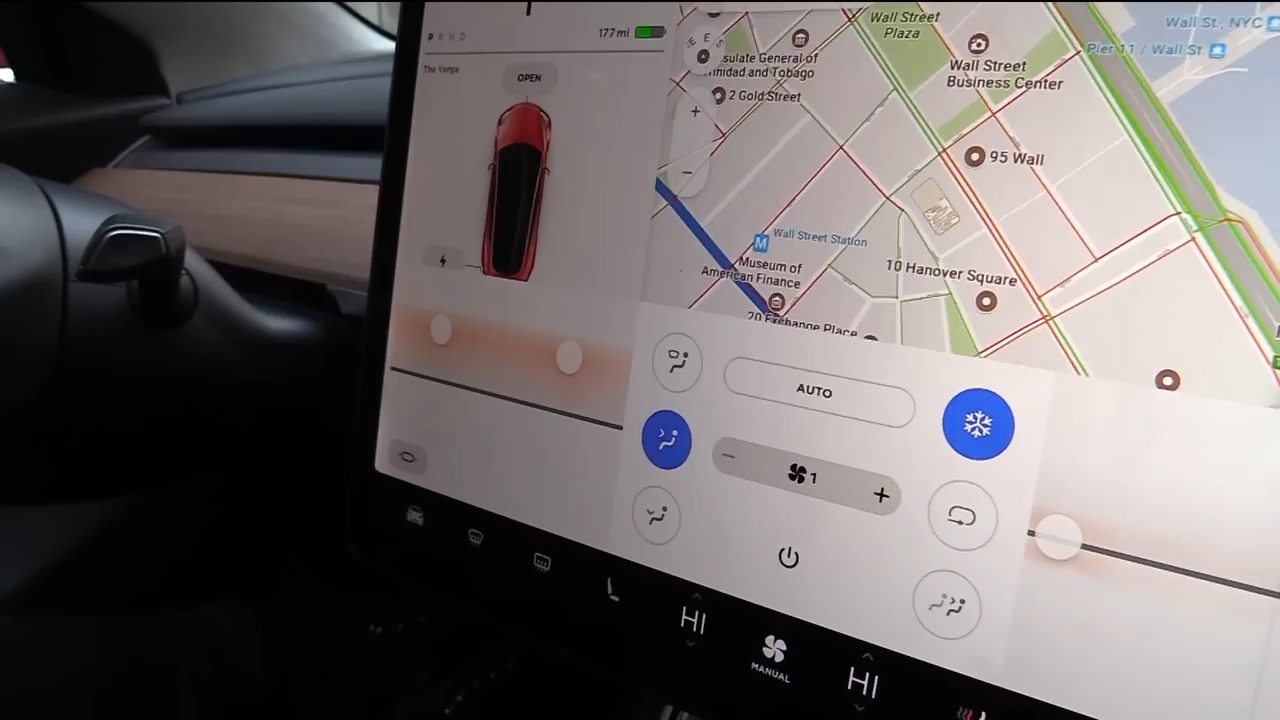 P R N D
177 mi
The Verge
OPEN
N E S
Wall Street
Plaza
Wall St., NYC
Pier 11 / Wall St
sulate General of
nidad and Tobago
Wall Street
Business Center
2 Gold Street
+
−
95 Wall
M
Wall Street Station
Museum of
American Finance
10 Hanover Square
20 Exchange Place
AUTO
− 1 +
HI
MANUAL
HI